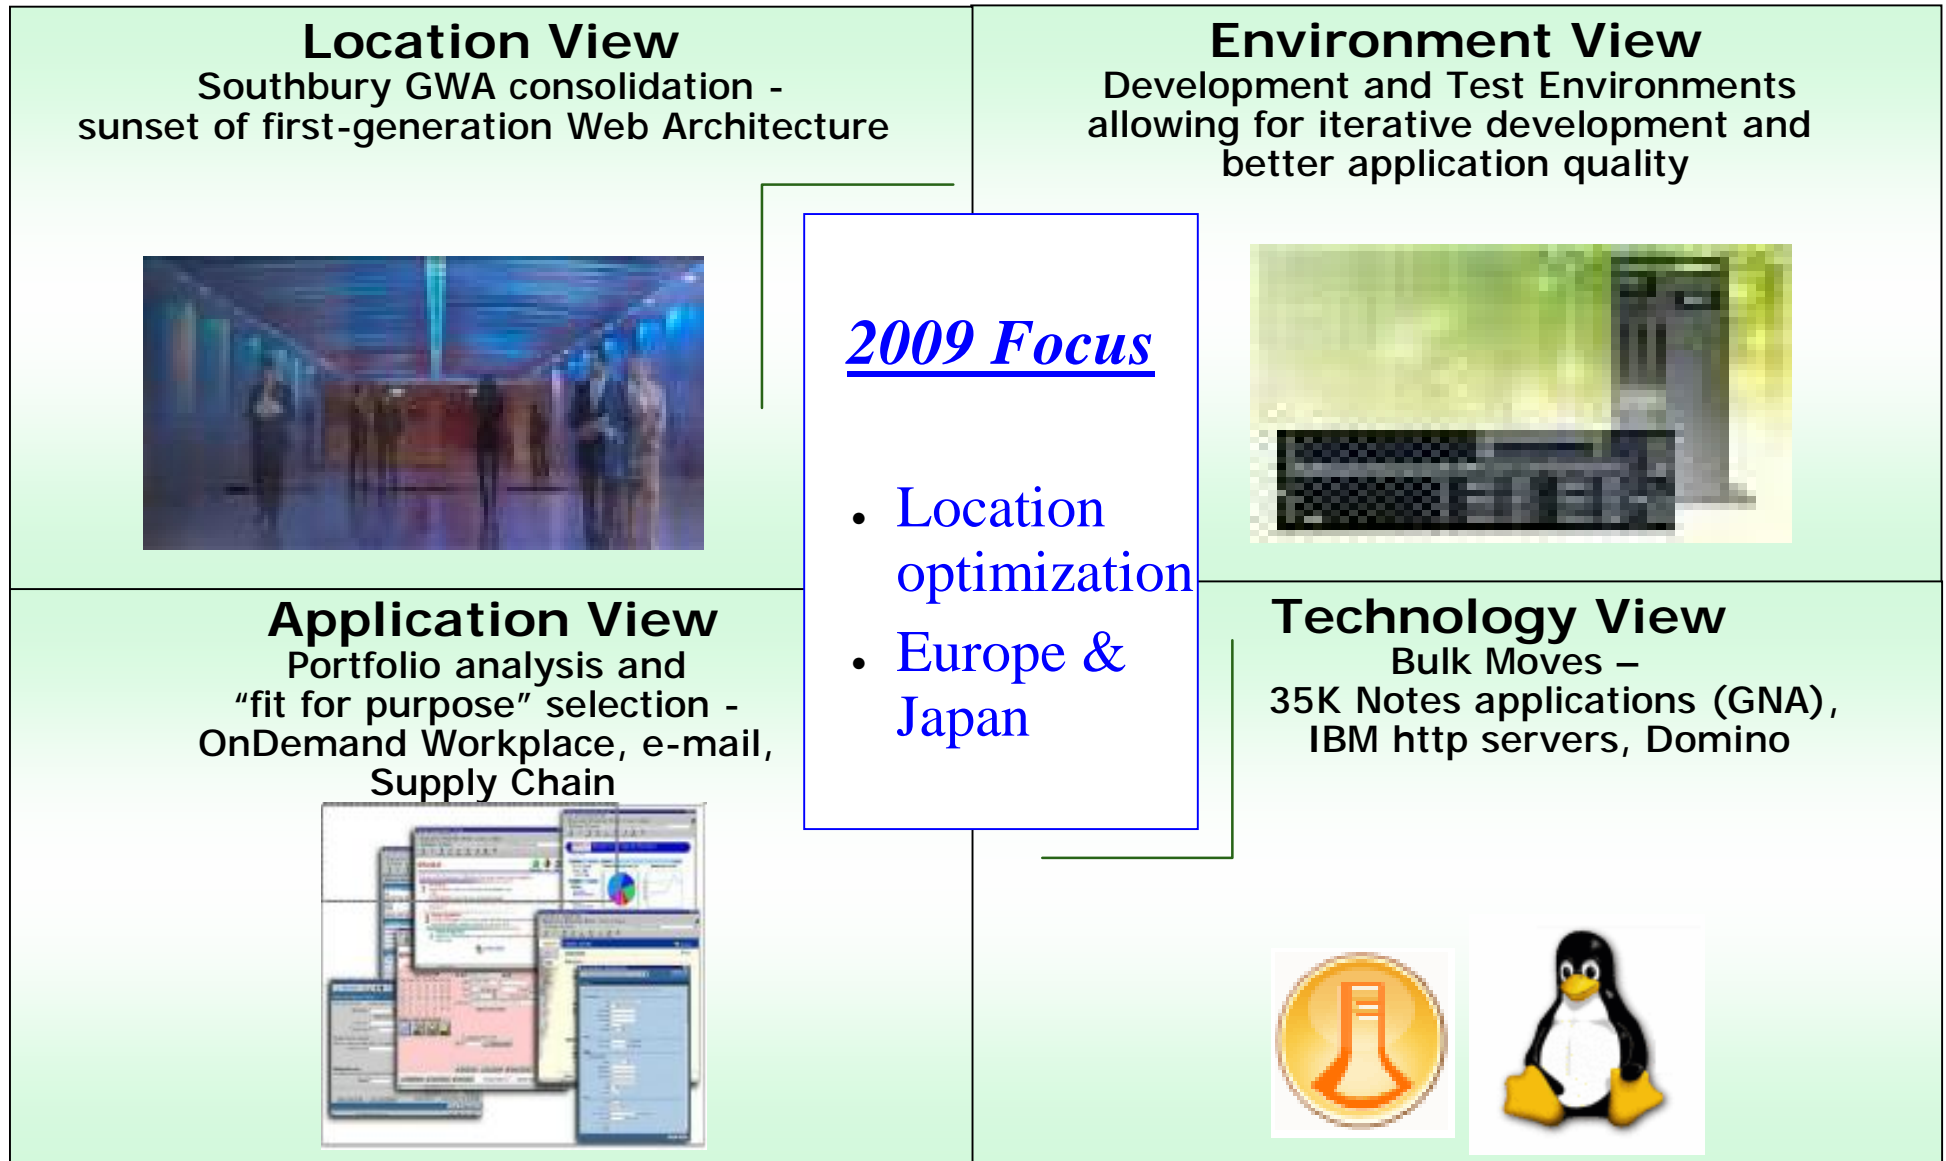 Location View
Southbury GWA consolidation -
sunset of first-generation Web Architecture
Environment View
Development and Test Environments
allowing for iterative development and
better application quality
2009 Focus
• Location
optimization
• Europe &
Japan
Application View
Portfolio analysis and
“fit for purpose” selection -
OnDemand Workplace, e-mail,
Supply Chain
Technology View
Bulk Moves –
35K Notes applications (GNA),
IBM http servers, Domino